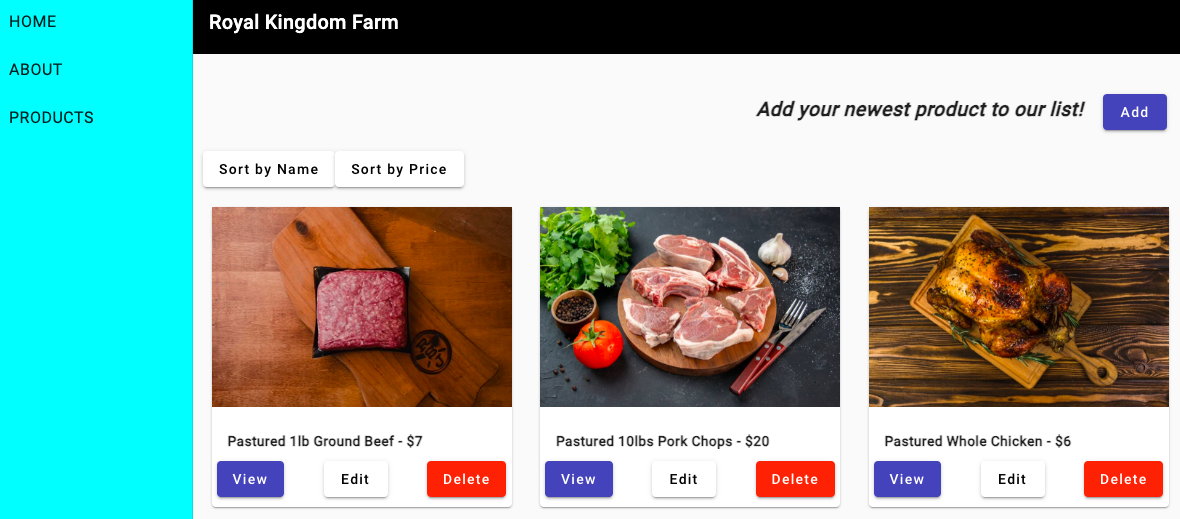 HOME
ABOUT
PRODUCTS
Royal Kingdom Farm
Add your newest product to our list!
Add
Sort by Name
Sort by Price
Pastured 1lb Ground Beef - $7
View
Edit
Delete
Pastured 10lbs Pork Chops - $20
View
Edit
Delete
Pastured Whole Chicken - $6
View
Edit
Delete